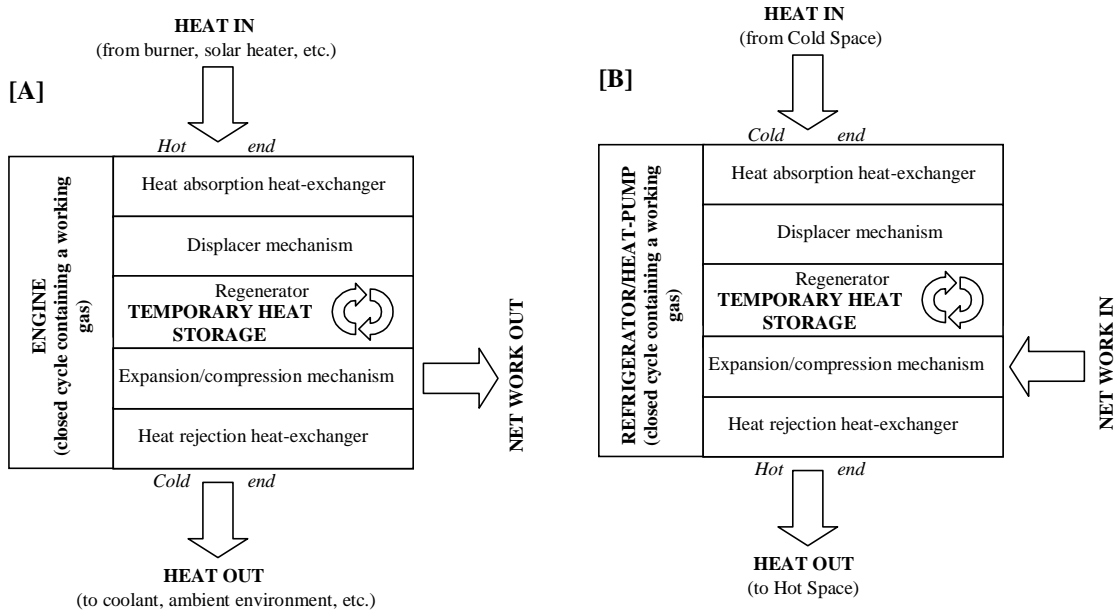 HEAT IN
(from burner, solar heater, etc.)
[A]
Hot end
ENGINE
(closed cycle containing a working
gas)
Heat absorption heat-exchanger
Displacer mechanism
Regenerator
TEMPORARY HEAT
STORAGE
Expansion/compression mechanism
Heat rejection heat-exchanger
NET WORK OUT
Cold end
HEAT OUT
(to coolant, ambient environment, etc.)
HEAT IN
(from Cold Space)
[B]
Cold end
REFRIGERATOR/HEAT-PUMP
(closed cycle containing a working
gas)
Heat absorption heat-exchanger
Displacer mechanism
Regenerator
TEMPORARY HEAT
STORAGE
Expansion/compression mechanism
Heat rejection heat-exchanger
NET WORK IN
Hot end
HEAT OUT
(to Hot Space)